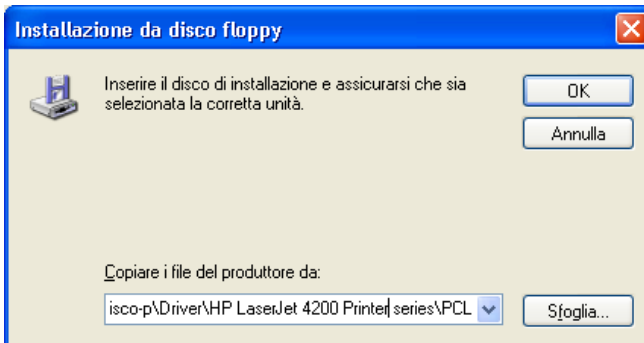 Installazione da disco floppy
Inserire il disco di installazione e assicurarsi che sia
selezionata la corretta unità.
OK
Annulla
Copiare i file del produttore da:
isco-p\Driver\HP LaserJet 4200 Printer series\PCL
Sfoglia...